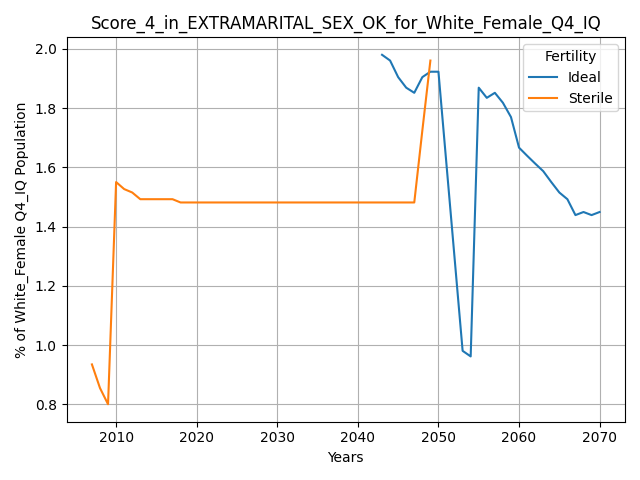 Score_4_in_EXTRAMARITAL_SEX_OK_for_White_Female_Q4_IQ
Fertility
Ideal
Sterile
% of White_Female Q4_IQ Population
2.0
1.8
1.6
1.4
1.2
1.0
0.8
2010 2020 2030 2040 2050 2060 2070
Years